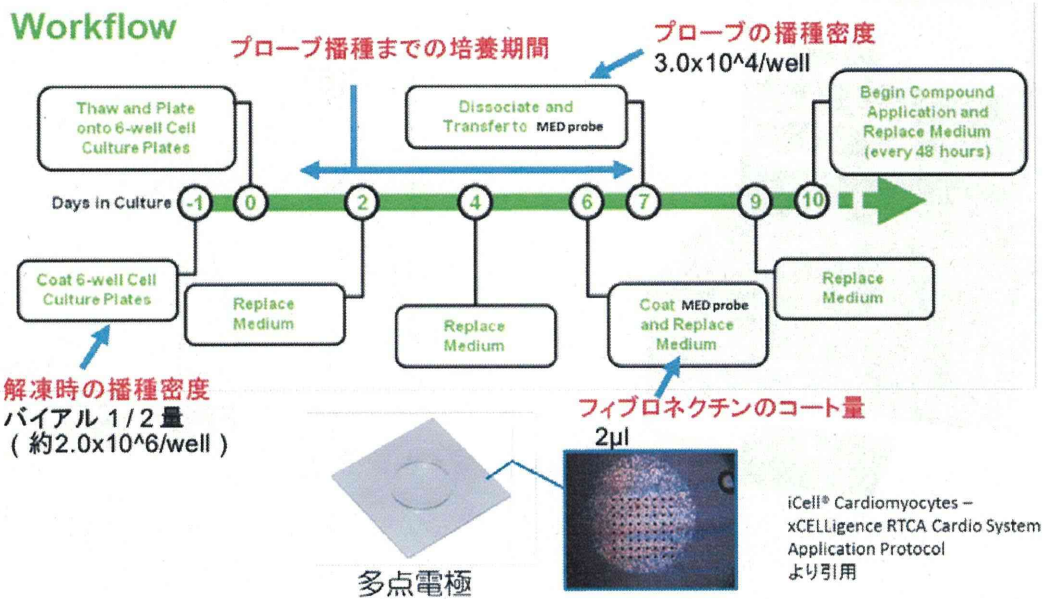 Workflow
プローブ播種までの培養期間
プローブの播種密度
3.0x10^4/well
Thaw and Plate
onto 6-well Cell
Culture Plates
Dissociate and
Transfer to MED probe
Begin Compound
Application and
Replace Medium
(every 48 hours)
Days in Culture
-1 0 2 4 6 7 9 10
Coat 6-well Cell
Culture Plates
Replace
Medium
Replace
Medium
Coat MED probe
and Replace
Medium
Replace
Medium
解凍時の播種密度
バイアル 1 / 2 量
( 約2.0x10^6/well )
フィブロネクチンのコート量
2μl
多点電極
iCell® Cardiomyocytes –
xCELLigence RTCA Cardio System
Application Protocol
より引用